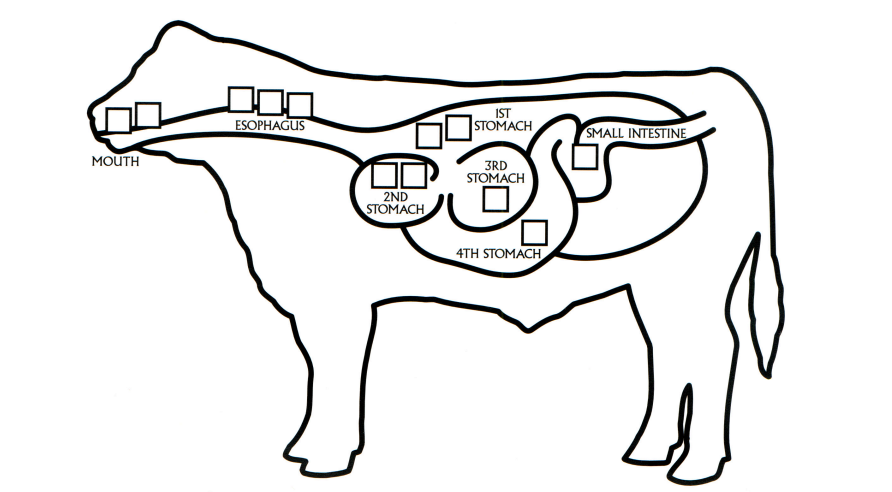 ESOPHAGUS
MOUTH
1ST
STOMACH
SMALL INTESTINE
3RD
STOMACH
2ND
STOMACH
4TH STOMACH